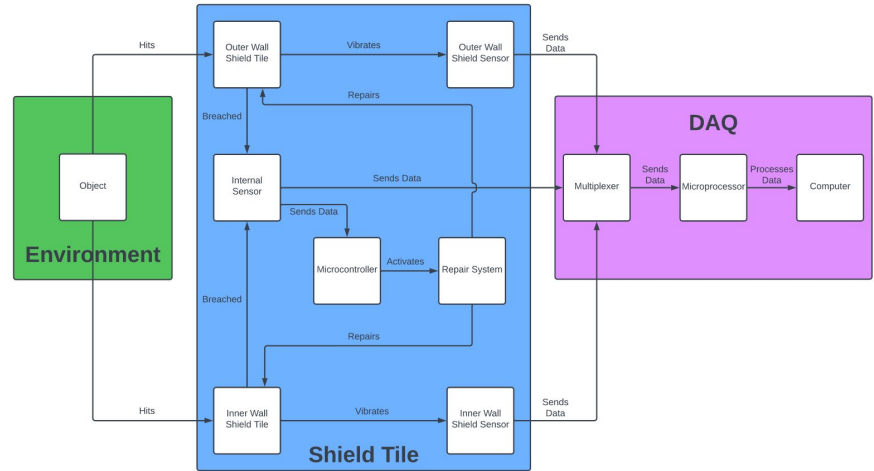 Hits
Outer Wall
Shield Tile
Vibrates
Outer Wall
Shield Sensor
Sends
Data
Repairs
Breached
DAQ
Object
Internal
Sensor
Sends Data
Multiplexer
Sends
Data
Microprocessor
Processes
Data
Computer
Sends Data
Environment
Microcontroller
Activates
Repair System
Breached
Repairs
Hits
Inner Wall
Shield Tile
Vibrates
Inner Wall
Shield Sensor
Sends
Data
Shield Tile